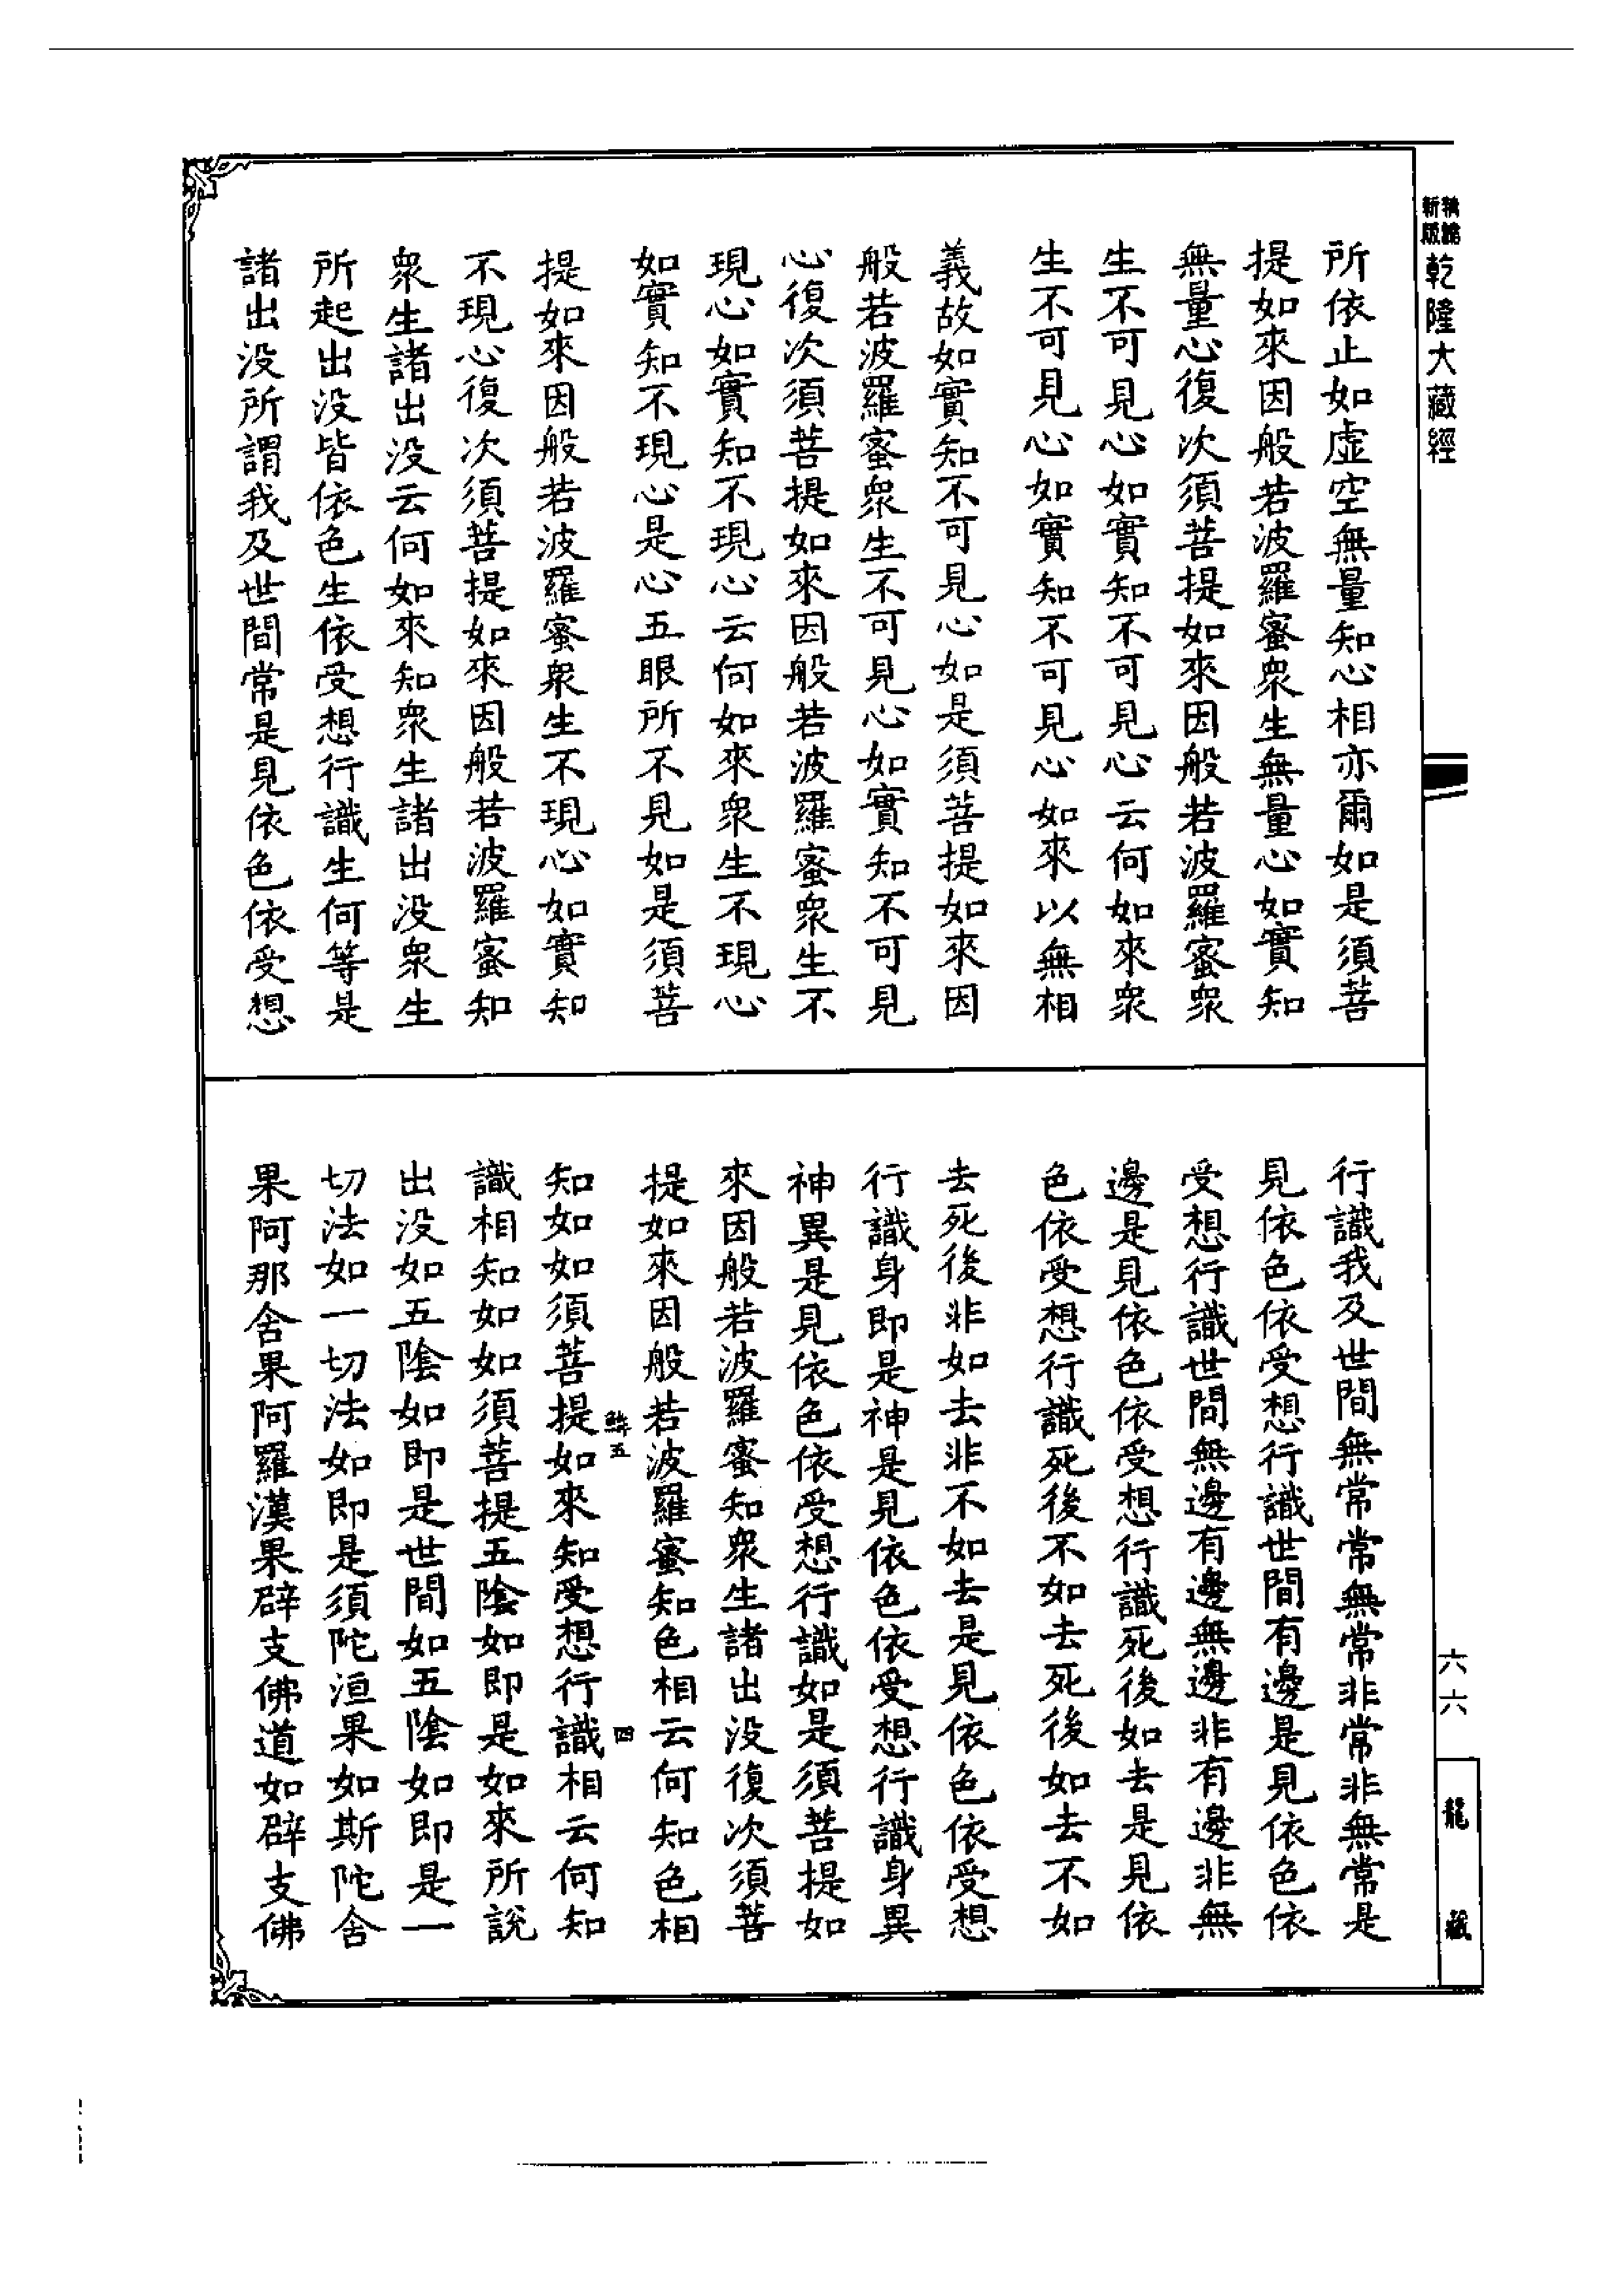 新版
乾隆大藏經
所依止如虛空無量知心相亦爾如是須菩
提如來因般若波羅蜜衆生無量心如實知
無量心復次須菩提如來因般若波羅蜜衆
生不可見心如實知不可見心云何如來衆
生不可見心如實知不可見心如來以無相
義故如實知不可見心如是須菩提如來因
般若波羅蜜衆生不可見心如實知不可見
心復次須菩提如來因般若波羅蜜衆生不
現心如實知不現心云何如來衆生不現心
如實知不現心是心五眼所不見如是須菩
提如來因般若波羅蜜衆生不現心如實知
不現心復次須菩提如來因般若波羅蜜知
衆生諸出没云何如來知衆生諸出没衆生
所起出没皆依色生依受想行識生何等是
諸出没所謂我及世間常是見依色依受想
行識我及世間無常常無常非常非無常是
見依色依受想行識世間有邊是見依色依
受想行識世間無邊有邊無邊非有邊非無
邊是見依色依受想行識死後如去是見依
色依受想行識死後不如去死後如去不如
去死後非如去非不如去是見依色依受想
行識身即是神是見依色依受想行識身異
神異是見依色依受想行識如是須菩提如
來因般若波羅蜜知衆生諸出没復次須菩
提如來因般若波羅蜜知色相云何知色相
五
四
知如如須菩提如來知受想行識相云何知
識相知如如須菩提五陰如即是如來所說
出没如五陰如即是世間如五陰如即是一
切法如一切法如即是須陀洹果如斯陀含
果阿那含果阿羅漢果辟支佛道如辟支佛
六六
龍
藏